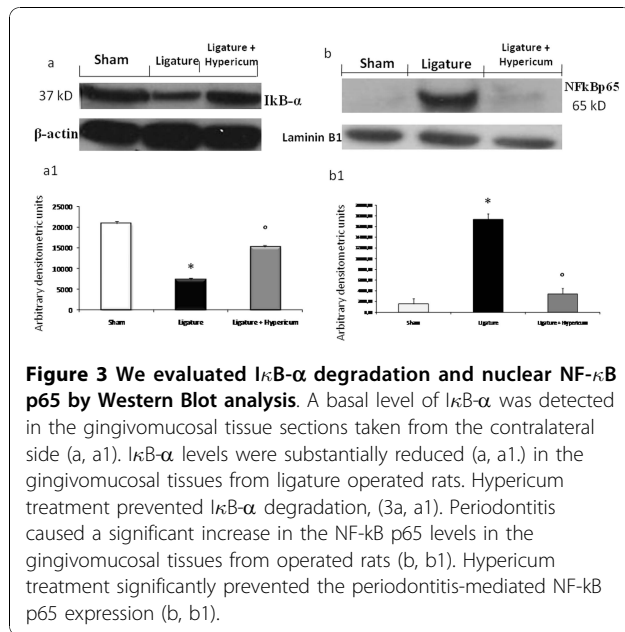 a
Sham
Ligature
Ligature +
Hypericum
37 kD
IkB-α
β-actin
b
Sham
Ligature
Ligature +
Hypericum
NFkBp65
65 kD
Laminin B1
a1
Arbitrary densitometric units
25000
20000
15000
10000
5000
0
*
°
Sham
Ligature
Ligature + Hypericum
b1
Arbitrary densitometric units
*
°
Sham
Ligature
Ligature + Hypericum
Figure 3 We evaluated IκB-α degradation and nuclear NF-κB
p65 by Western Blot analysis. A basal level of IκB-α was detected
in the gingivomucosal tissue sections taken from the contralateral
side (a, a1). IκB-α levels were substantially reduced (a, a1.) in the
gingivomucosal tissues from ligature operated rats. Hypericum
treatment prevented IκB-α degradation, (3a, a1). Periodontitis
caused a significant increase in the NF-kB p65 levels in the
gingivomucosal tissues from operated rats (b, b1). Hypericum
treatment significantly prevented the periodontitis-mediated NF-kB
p65 expression (b, b1).